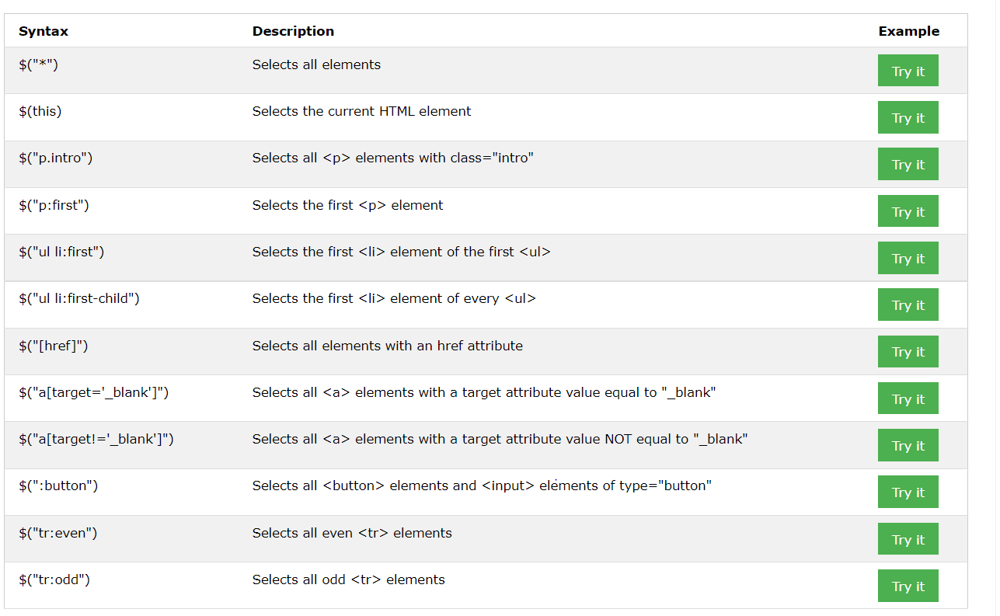 Syntax Description Example
$("*") Selects all elements Try it
$(this) Selects the current HTML element Try it
$("p.intro") Selects all <p> elements with class="intro" Try it
$("p:first") Selects the first <p> element Try it
$("ul li:first") Selects the first <li> element of the first <ul> Try it
$("ul li:first-child") Selects the first <li> element of every <ul> Try it
$("[href]") Selects all elements with an href attribute Try it
$("a[target='_blank']") Selects all <a> elements with a target attribute value equal to "_blank" Try it
$("a[target!='_blank']") Selects all <a> elements with a target attribute value NOT equal to "_blank" Try it
$(":button") Selects all <button> elements and <input> elements of type="button" Try it
$("tr:even") Selects all even <tr> elements Try it
$("tr:odd") Selects all odd <tr> elements Try it